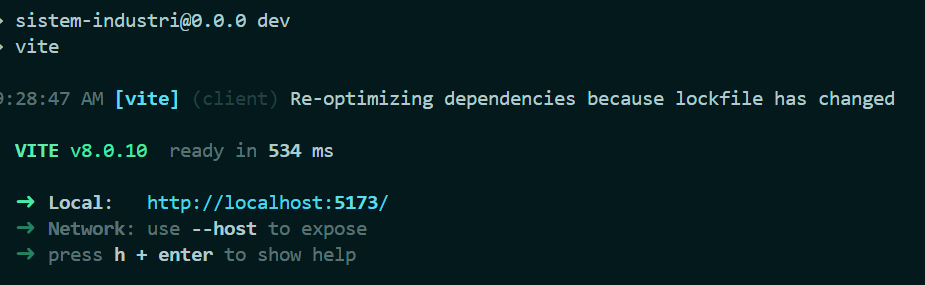 > sistem-industri@0.0.0 dev
> vite
9:28:47 AM [vite] (client) Re-optimizing dependencies because lockfile has changed
VITE v8.0.10 ready in 534 ms
➜ Local: http://localhost:5173/
➜ Network: use --host to expose
➜ press h + enter to show help